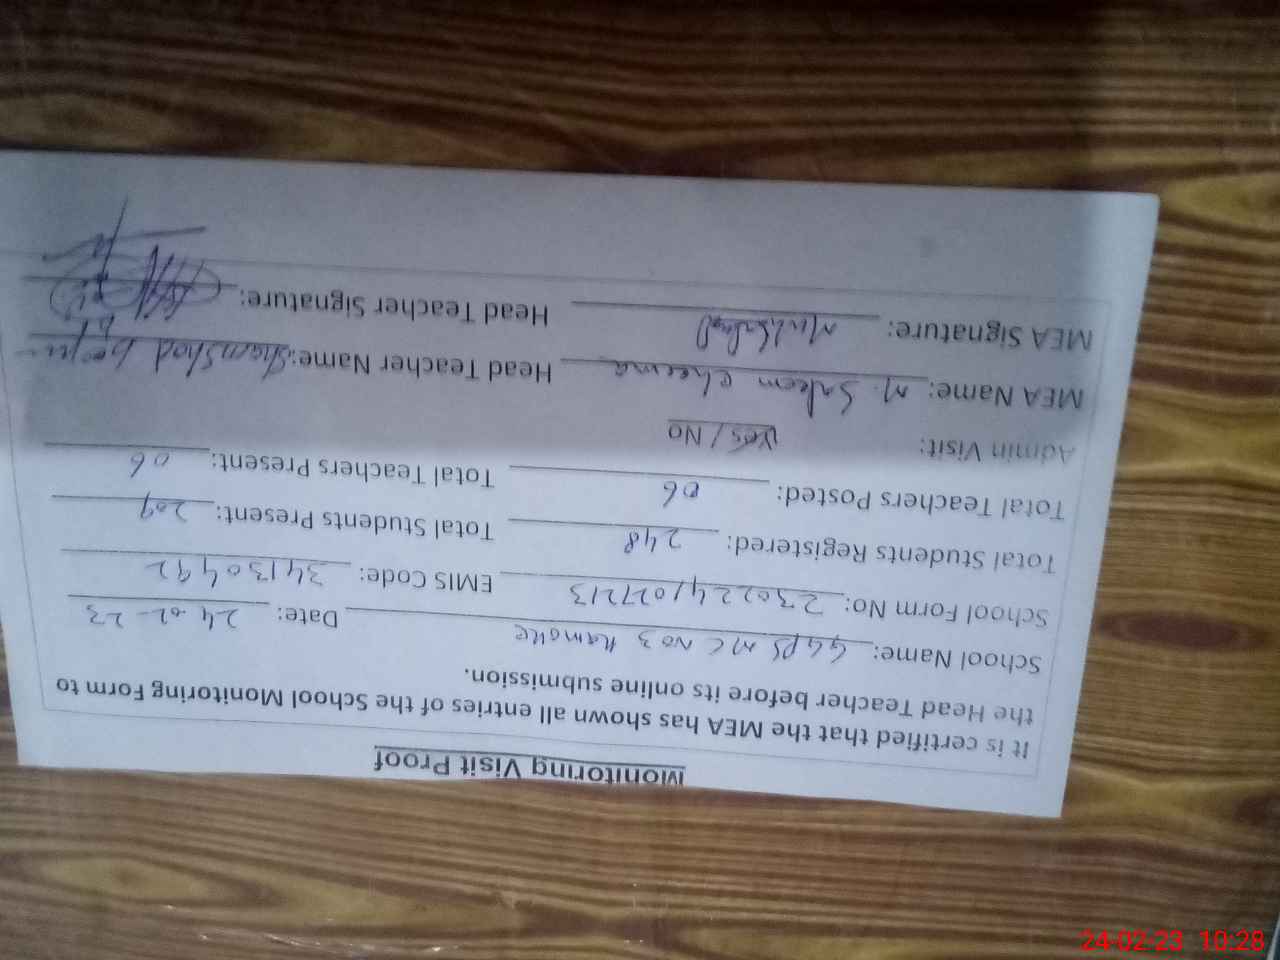 Monitoring Visit Proof
It is certified that the MEA has shown all entries of the School Monitoring Form to
the Head Teacher before its online submission.
School Name: GGPS MC NO 3 Kamoke Date: 24-02-23
School Form No: 230224/027213 EMIS Code: 34130492
Total Students Registered: 248 Total Students Present: 209
Total Teachers Posted: 06 Total Teachers Present: 06
Admin Visit: Yes / No
MEA Name: M. Saleem Cheema Head Teacher Name: Shamshad begum
MEA Signature: Head Teacher Signature:
24-02-23 10:28